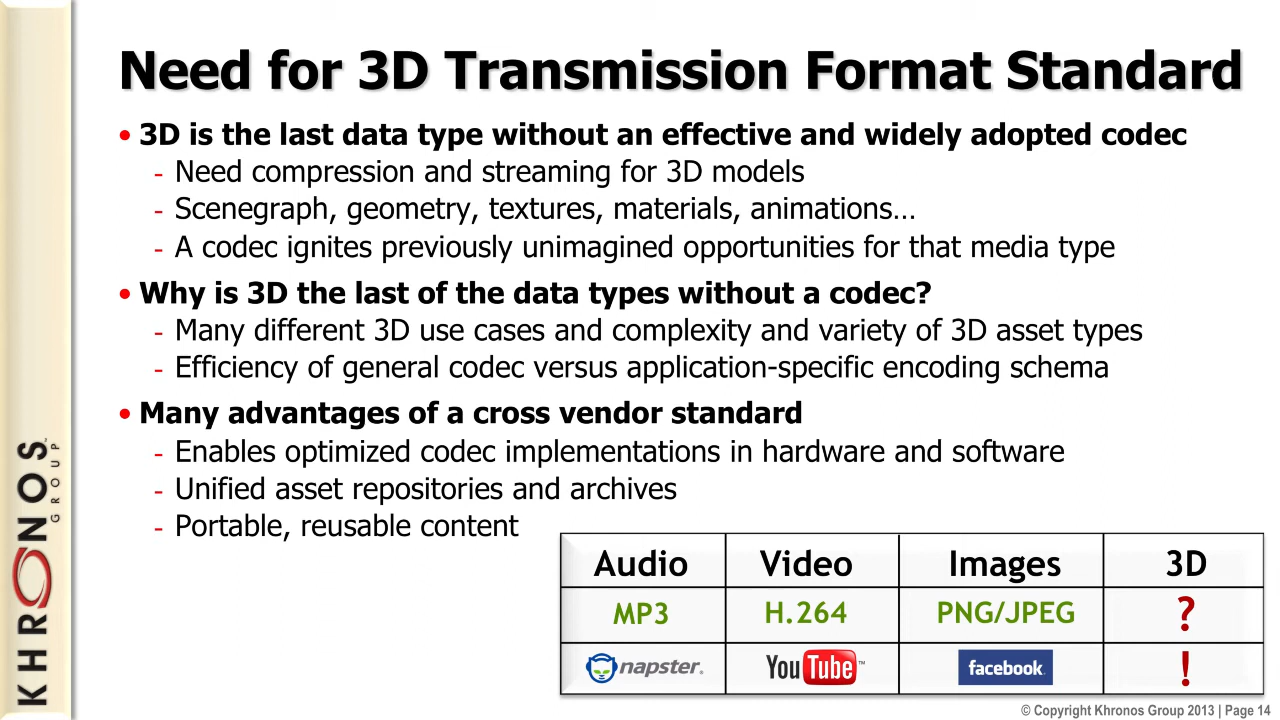 Need for 3D Transmission Format Standard
• 3D is the last data type without an effective and widely adopted codec
- Need compression and streaming for 3D models
- Scenegraph, geometry, textures, materials, animations…
- A codec ignites previously unimagined opportunities for that media type
• Why is 3D the last of the data types without a codec?
- Many different 3D use cases and complexity and variety of 3D asset types
- Efficiency of general codec versus application-specific encoding schema
• Many advantages of a cross vendor standard
- Enables optimized codec implementations in hardware and software
- Unified asset repositories and archives
- Portable, reusable content
Audio Video Images 3D
MP3 H.264 PNG/JPEG ?
napster® YouTube™ facebook !
KHRONOS™
GROUP
© Copyright Khronos Group 2013 | Page 14